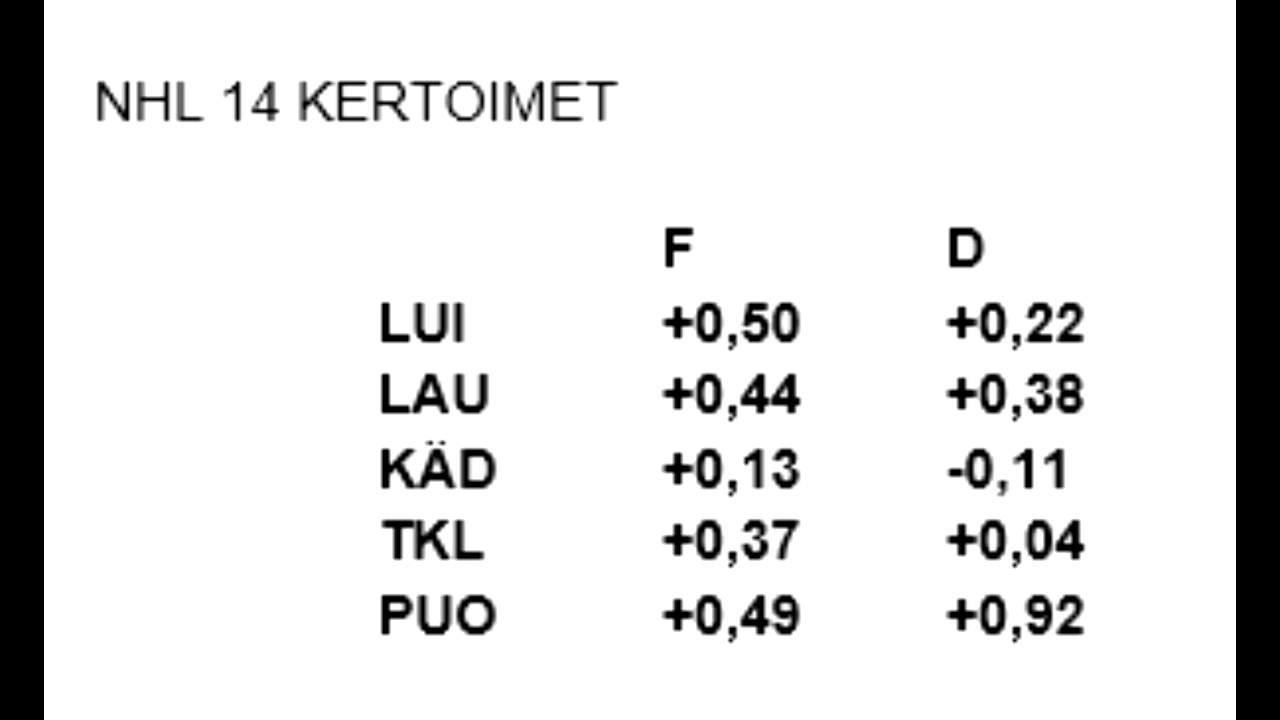 NHL 14 KERTOIMET
F D
LUI +0,50 +0,22
LAU +0,44 +0,38
KÄD +0,13 -0,11
TKL +0,37 +0,04
PUO +0,49 +0,92